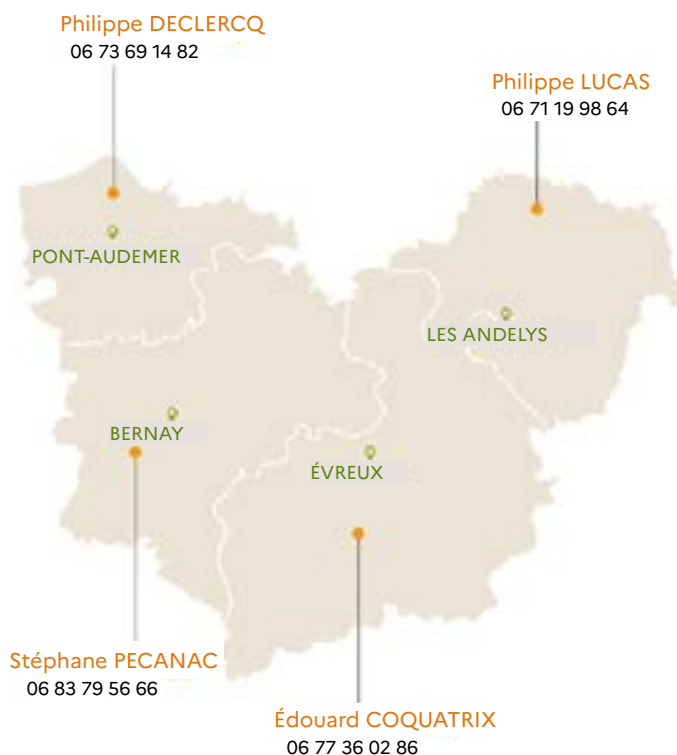 Philippe DECLERCQ
06 73 69 14 82
Philippe LUCAS
06 71 19 98 64
PONT-AUDEMER
LES ANDELYS
BERNAY
ÉVREUX
Stéphane PECANAC
06 83 79 56 66
Édouard COQUATRIX
06 77 36 02 86